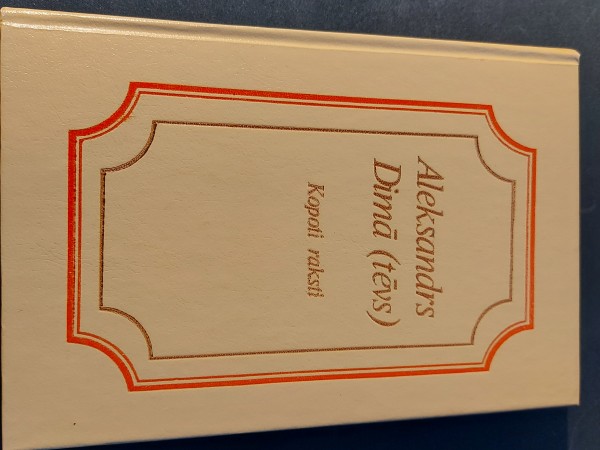 Aleksandrs
Dimā (tēvs)
Kopoti raksti